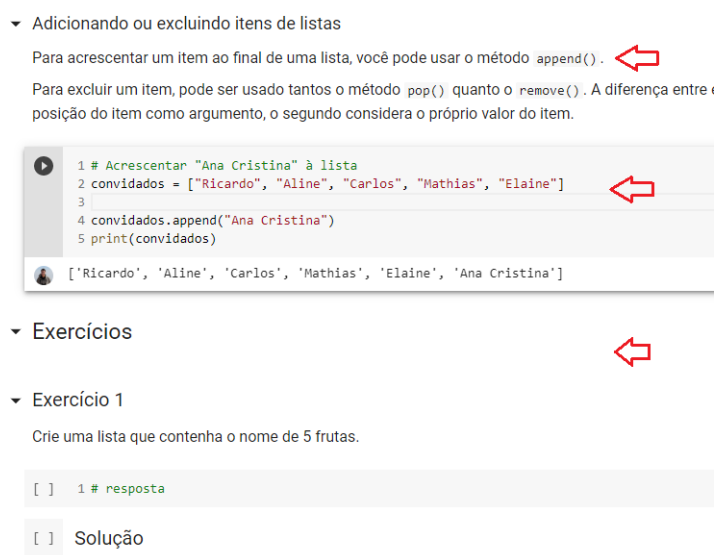 Adicionando ou excluindo itens de listas
Para acrescentar um item ao final de uma lista, você pode usar o método append().
Para excluir um item, pode ser usado tantos o método pop() quanto o remove(). A diferença entre
posição do item como argumento, o segundo considera o próprio valor do item.
1 # Acrescentar "Ana Cristina" à lista
2 convidados = ["Ricardo", "Aline", "Carlos", "Mathias", "Elaine"]
3
4 convidados.append("Ana Cristina")
5 print(convidados)
['Ricardo', 'Aline', 'Carlos', 'Mathias', 'Elaine', 'Ana Cristina']
Exercícios
Exercício 1
Crie uma lista que contenha o nome de 5 frutas.
[ ] 1 # resposta
[ ] Solução